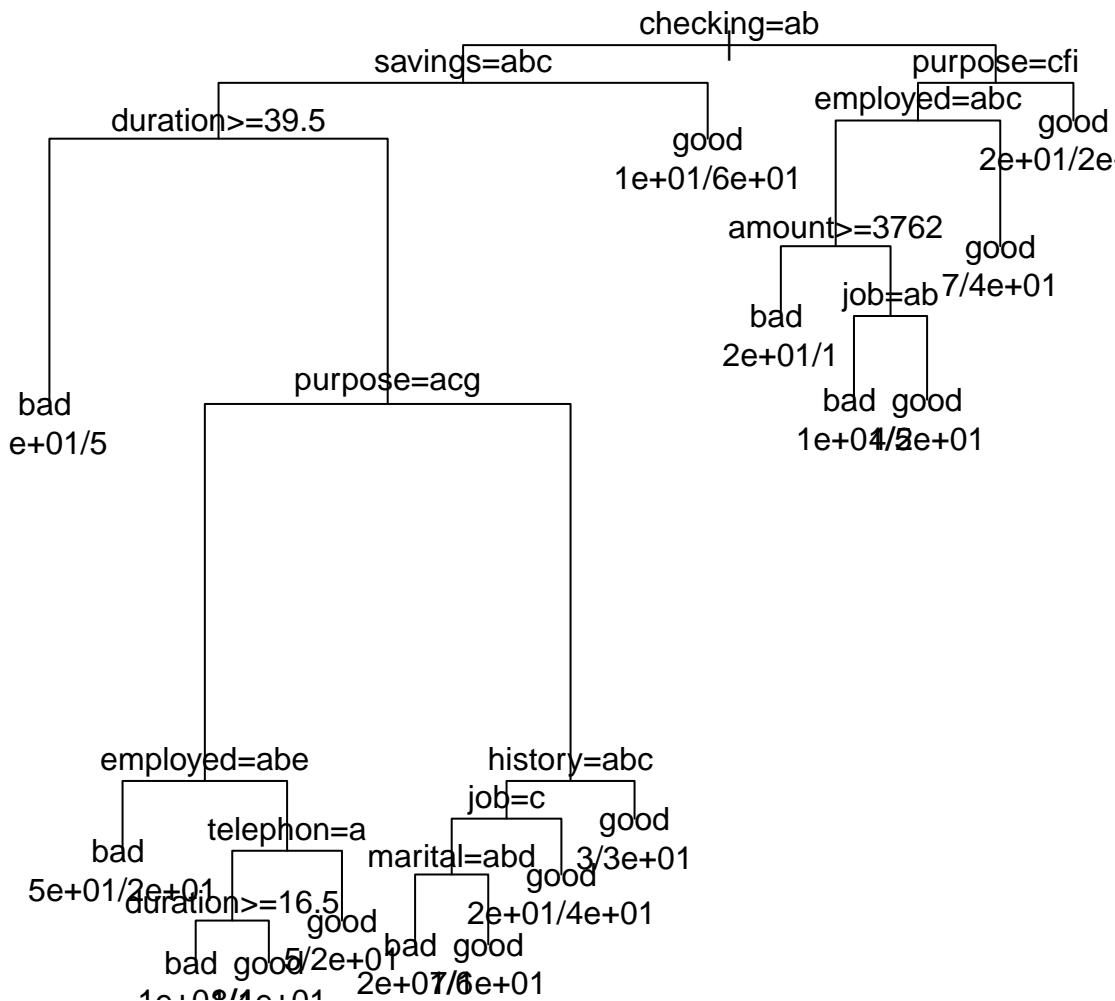 checking=ab
savings=abc
purpose=cfi
duration>=39.5
employed=abc
good
1e+01/6e+01
good
2e+01/2e
amount>=3762
good
7/4e+01
job=ab
bad
2e+01/1
purpose=acg
bad
e+01/5
bad good
employed=abe
history=abc
job=c
good
3/3e+01
telephon=a
marital=abd
bad
5e+01/2e+01
good
2e+01/4e+01
duration>=16.5
good
5/2e+01
bad good
bad good